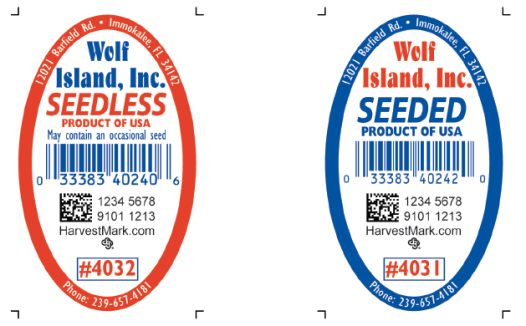 12021 Barfield Rd. • Immokalee, FL 34142
Wolf
Island, Inc.
SEEDLESS
PRODUCT OF USA
May contain an occasional seed
0 33383 40240 6
1234 5678
9101 1213
HarvestMark.com
#4032
Phone: 239-657-4181
12021 Barfield Rd. • Immokalee, FL 34142
Wolf
Island, Inc.
SEEDED
PRODUCT OF USA
0 33383 40242 0
1234 5678
9101 1213
HarvestMark.com
#4031
Phone: 239-657-4181